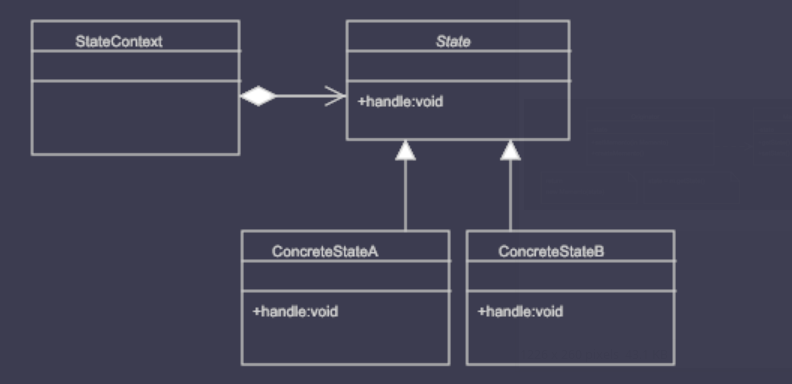 StateContext
State
+handle:void
ConcreteStateA
+handle:void
ConcreteStateB
+handle:void